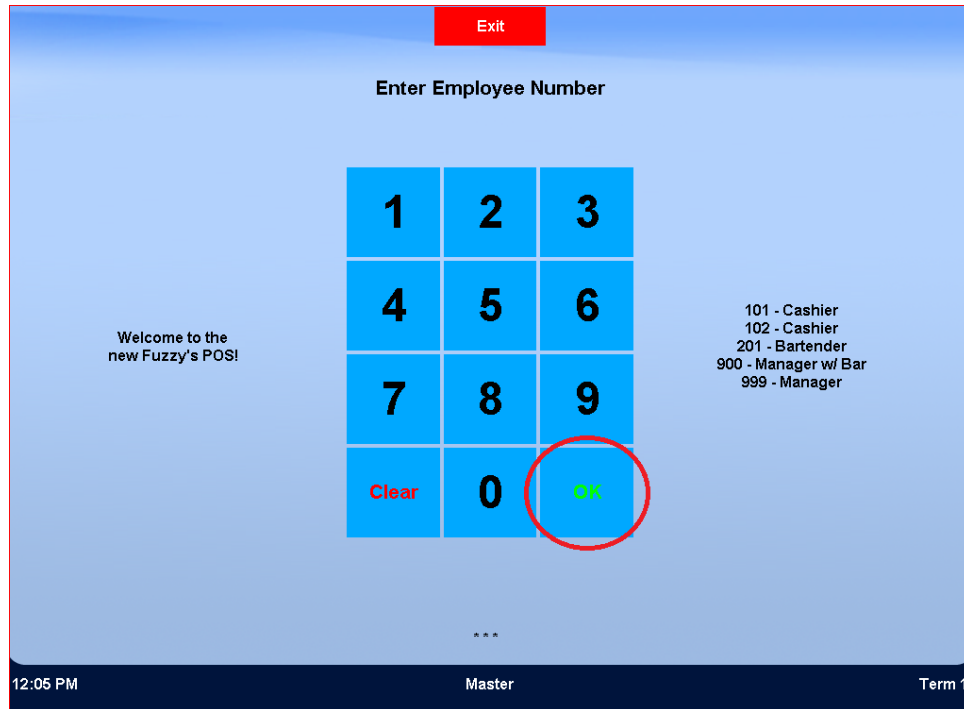 Exit
Enter Employee Number
1 2 3
4 5 6
7 8 9
Clear 0 OK
Welcome to the
new Fuzzy's POS!
101 - Cashier
102 - Cashier
201 - Bartender
900 - Manager w/ Bar
999 - Manager
***
12:05 PM Master Term 1